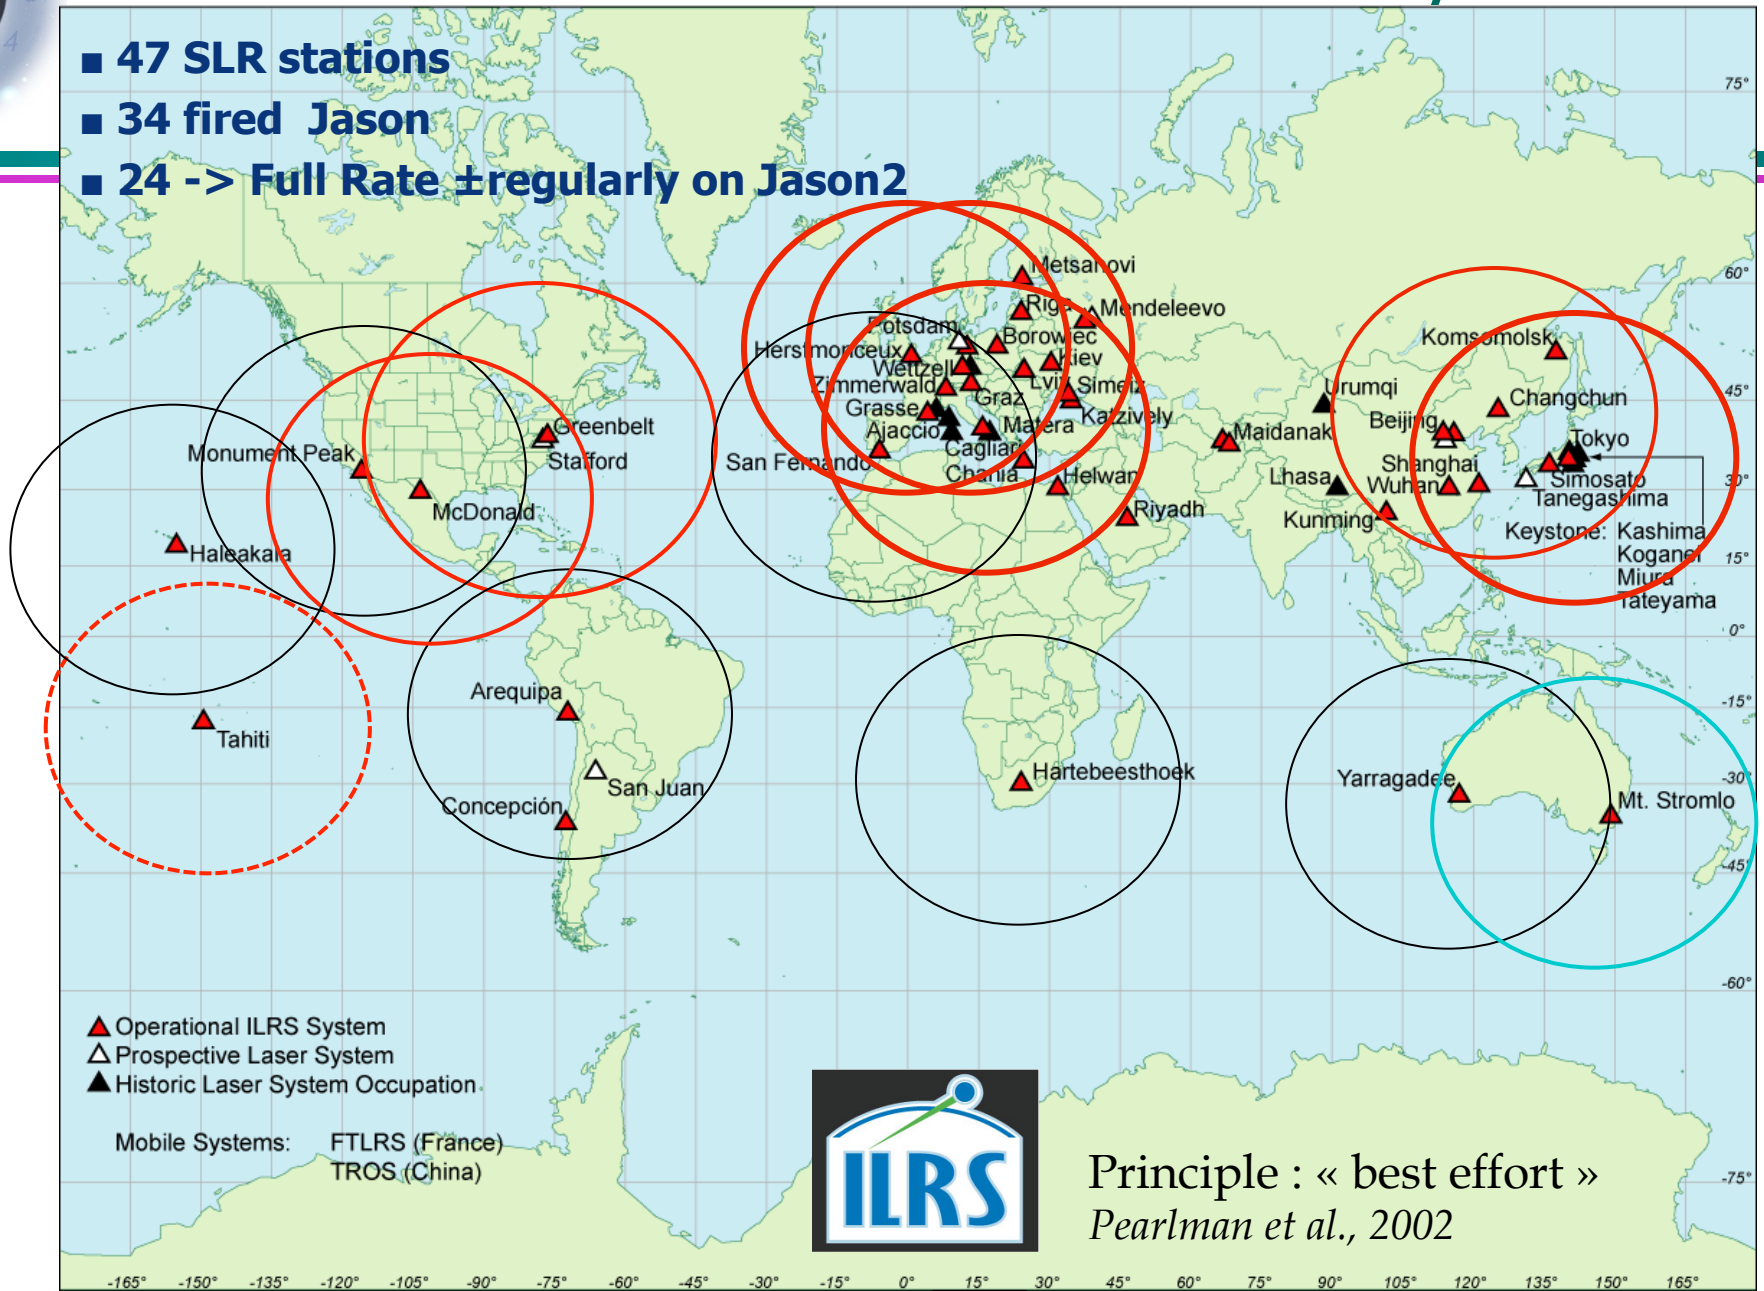 4
▪ 47 SLR stations
▪ 34 fired  Jason
▪ 24 -> Full Rate ±regularly on Jason2
75°
60°
45°
30°
15°
0°
-15°
-30°
-45°
-60°
-75°
Metsahovi
Riga
Mendeleevo
Potsdam
Borowiec
Herstmonceux
Kiev
Wettzell
Lviv
Simeiz
Zimmerwald
Graz
Katzively
Grasse
Ajaccio
Matera
Cagliari
San Fernando
Chania
Helwan
Riyadh
Maidanak
Urumqi
Lhasa
Komsomolsk
Changchun
Beijing
Tokyo
Shanghai
Simosato
Wuhan
Tanegashima
Kunming
Keystone: Kashima
Koganei
Miura
Tateyama
Greenbelt
Stafford
Monument Peak
McDonald
Haleakala
Tahiti
Arequipa
San Juan
Concepción
Hartebeesthoek
Yarragadee
Mt. Stromlo
Operational ILRS System
Prospective Laser System
Historic Laser System Occupation
Mobile Systems: FTLRS (France)
TROS (China)
ILRS
Principle : « best effort »
Pearlman et al., 2002
-165° -150° -135° -120° -105° -90° -75° -60° -45° -30° -15° 0° 15° 30° 45° 60° 75° 90° 105° 120° 135° 150° 165°